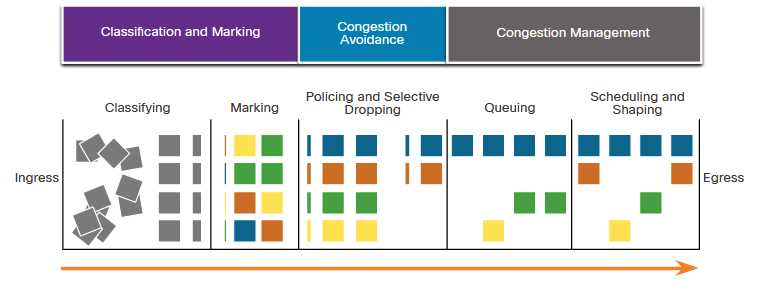 Classification and Marking
Congestion
Avoidance
Congestion Management
Classifying
Marking
Policing and Selective
Dropping
Queuing
Scheduling and
Shaping
Ingress
Egress